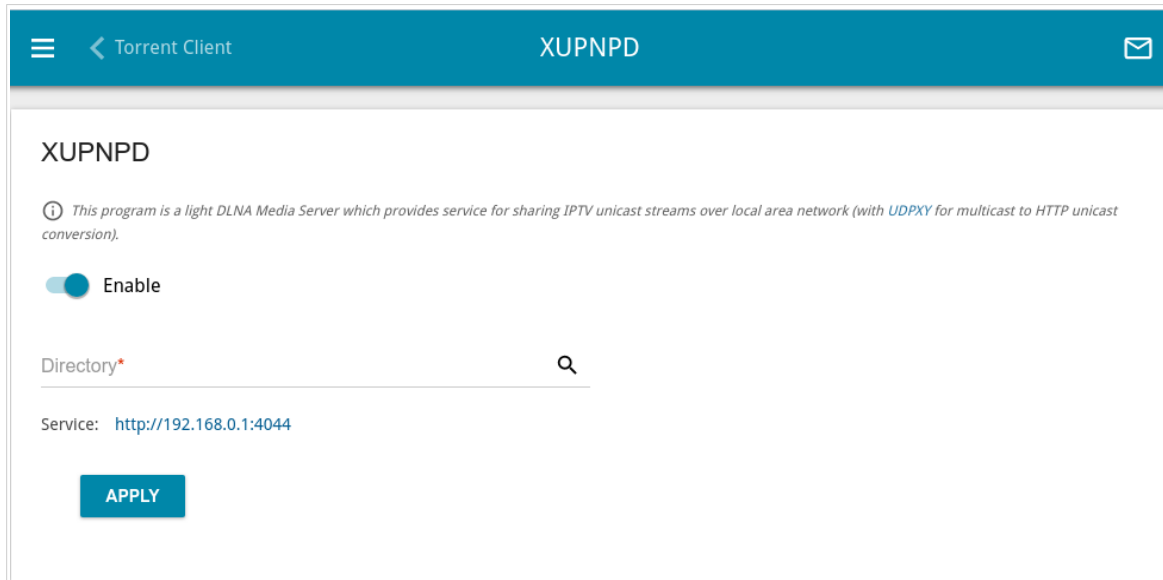 Torrent Client
XUPNPD
XUPNPD
This program is a light DLNA Media Server which provides service for sharing IPTV unicast streams over local area network (with UDPXY for multicast to HTTP unicast
conversion).
Enable
Directory*
Service: http://192.168.0.1:4044
APPLY